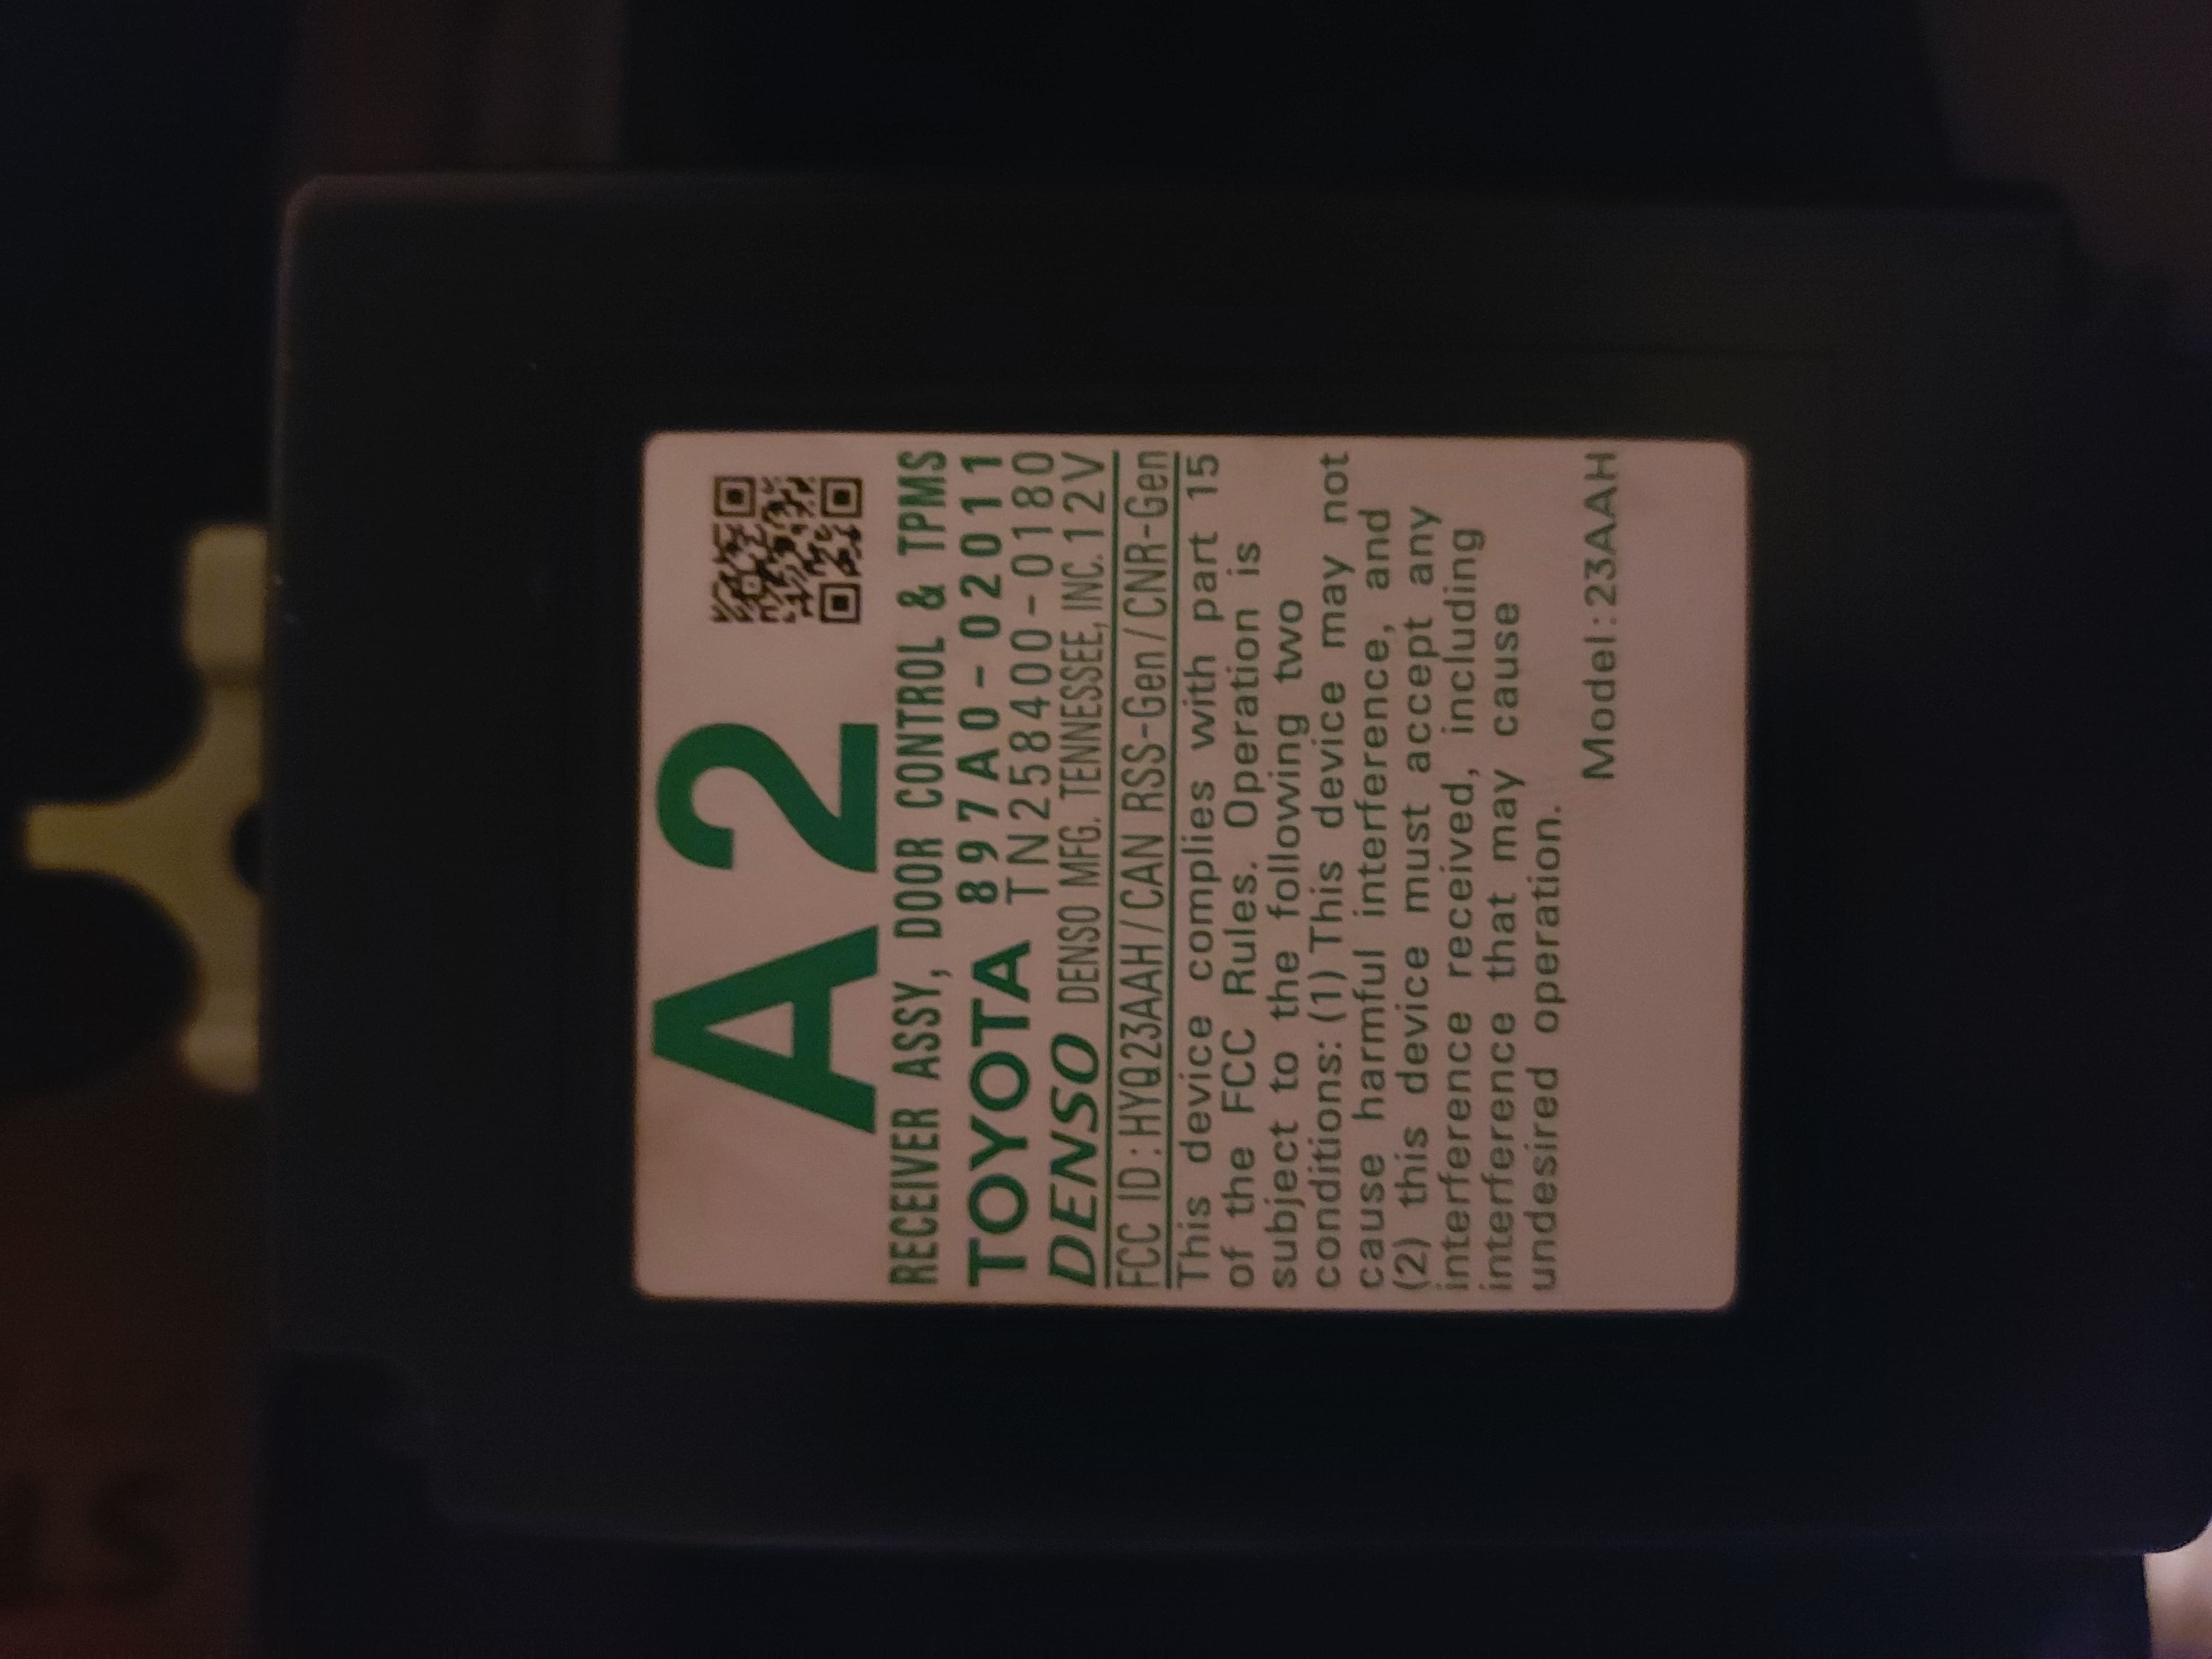 A2
RECEIVER ASSY, DOOR CONTROL & TPMS
TOYOTA 897A0-02011
TN258400-0180
DENSO DENSO MFG. TENNESSEE, INC. 12V
FCC ID:HYQ23AAH/CAN RSS-Gen/CNR-Gen
This device complies with part 15
of the FCC Rules. Operation is
subject to the following two
conditions: (1)This device may not
cause harmful interference, and
(2) this device must accept any
interference received, including
interference that may cause
undesired operation.
Model:23AAH